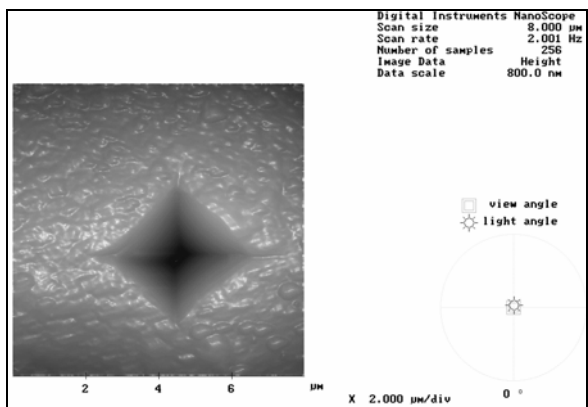 Digital Instruments NanoScope
Scan size 8.000 µm
Scan rate 2.001 Hz
Number of samples 256
Image Data Height
Data scale 800.0 nm
view angle
light angle
2 4 6 µm
X 2.000 µm/div
0 °